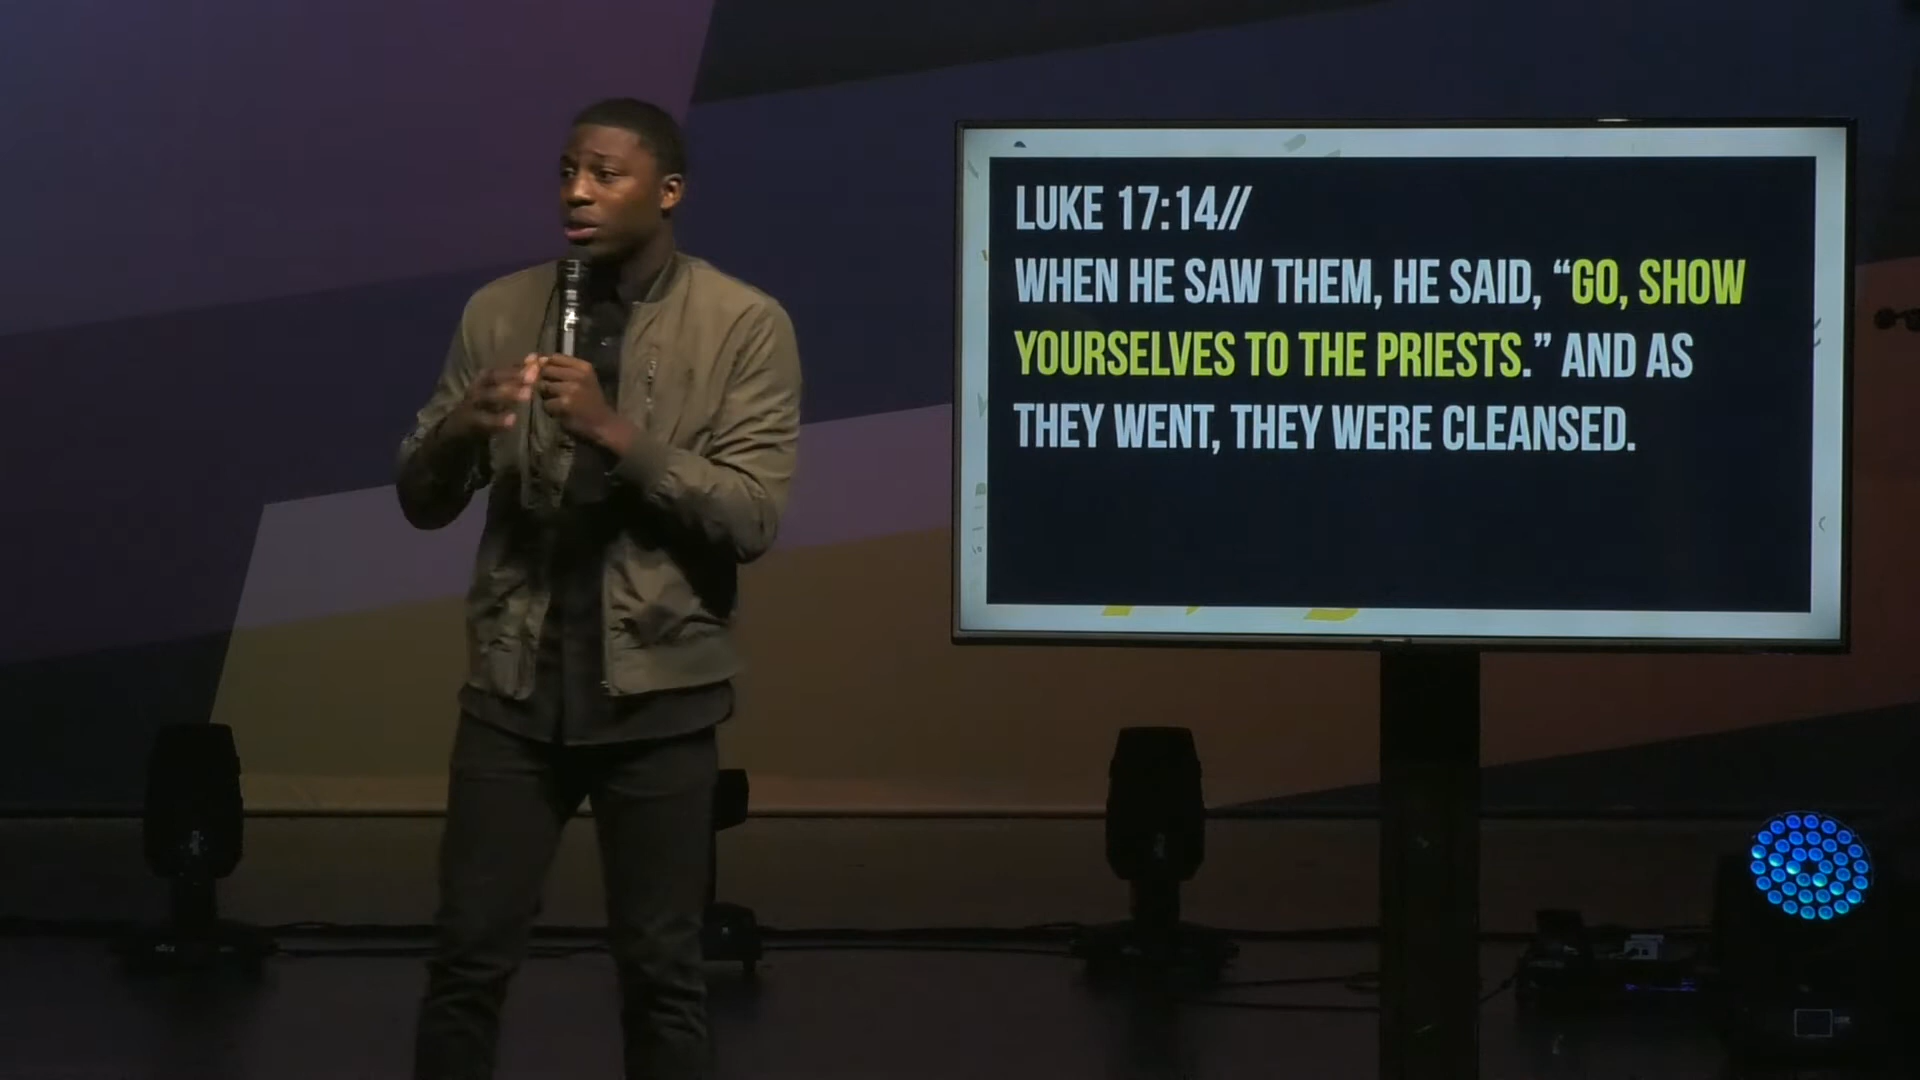 LUKE 17:14//
WHEN HE SAW THEM, HE SAID, “GO, SHOW
YOURSELVES TO THE PRIESTS.” AND AS
THEY WENT, THEY WERE CLEANSED.